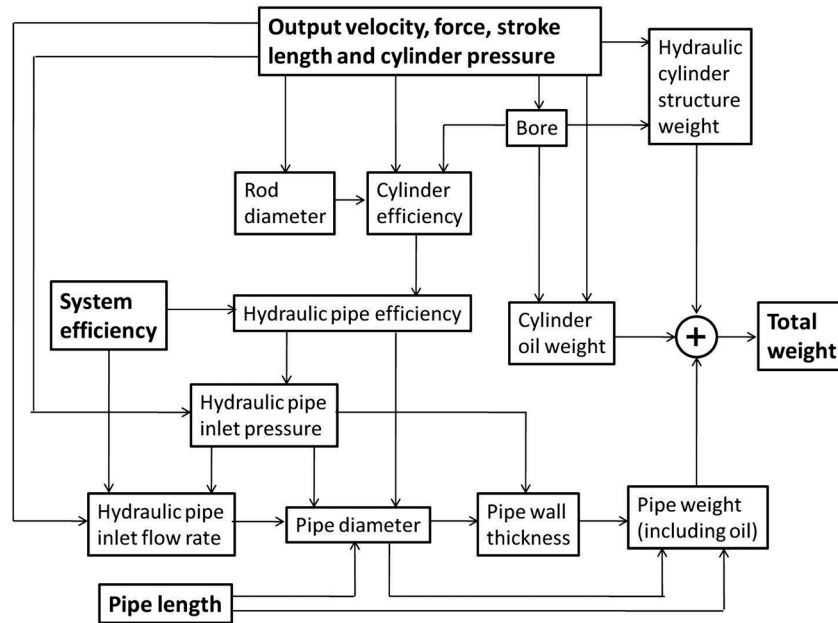 Output velocity, force, stroke
length and cylinder pressure
Hydraulic
cylinder
structure
weight
Bore
Rod
diameter
Cylinder
efficiency
System
efficiency
Hydraulic pipe efficiency
Cylinder
oil weight
+
Total
weight
Hydraulic pipe
inlet pressure
Hydraulic pipe
inlet flow rate
Pipe diameter
Pipe wall
thickness
Pipe weight
(including oil)
Pipe length